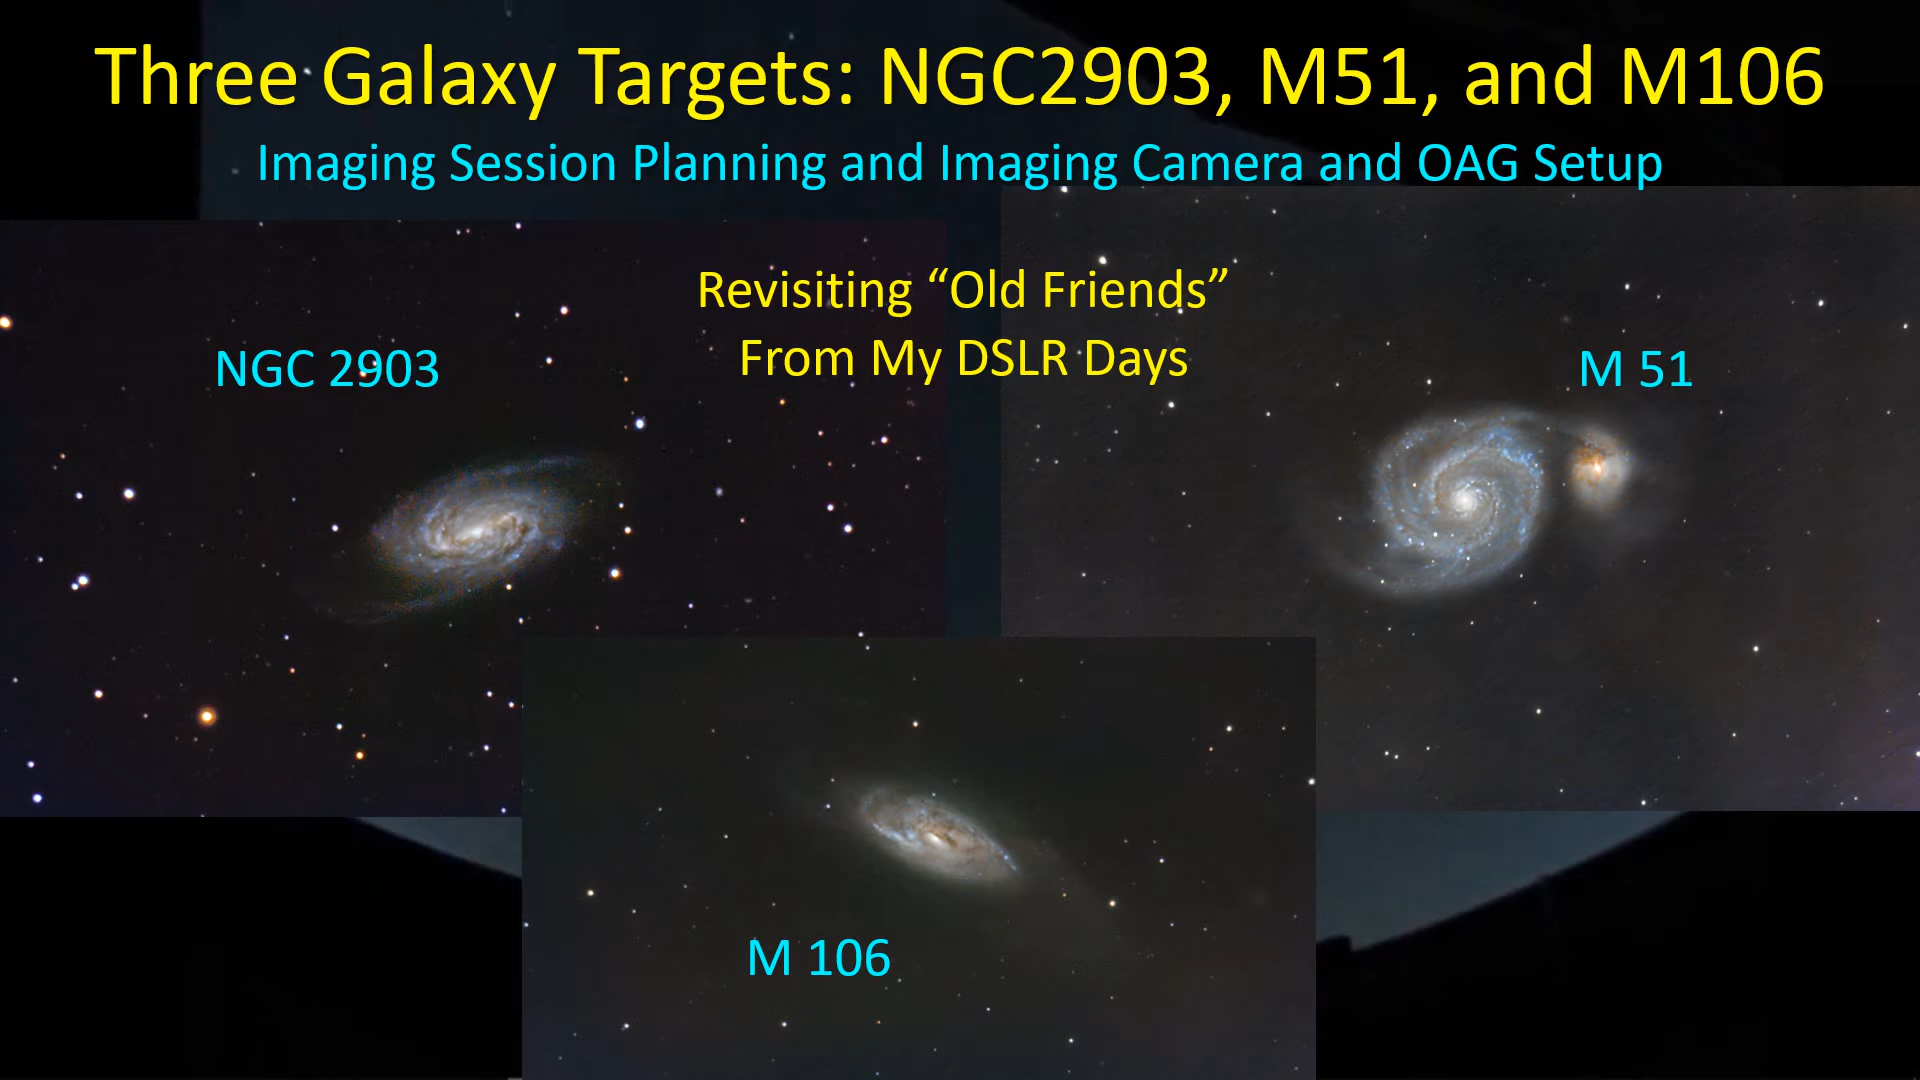 Three Galaxy Targets: NGC2903, M51, and M106
Imaging Session Planning and Imaging Camera and OAG Setup
Revisiting “Old Friends”
From My DSLR Days
NGC 2903
M 51
M 106